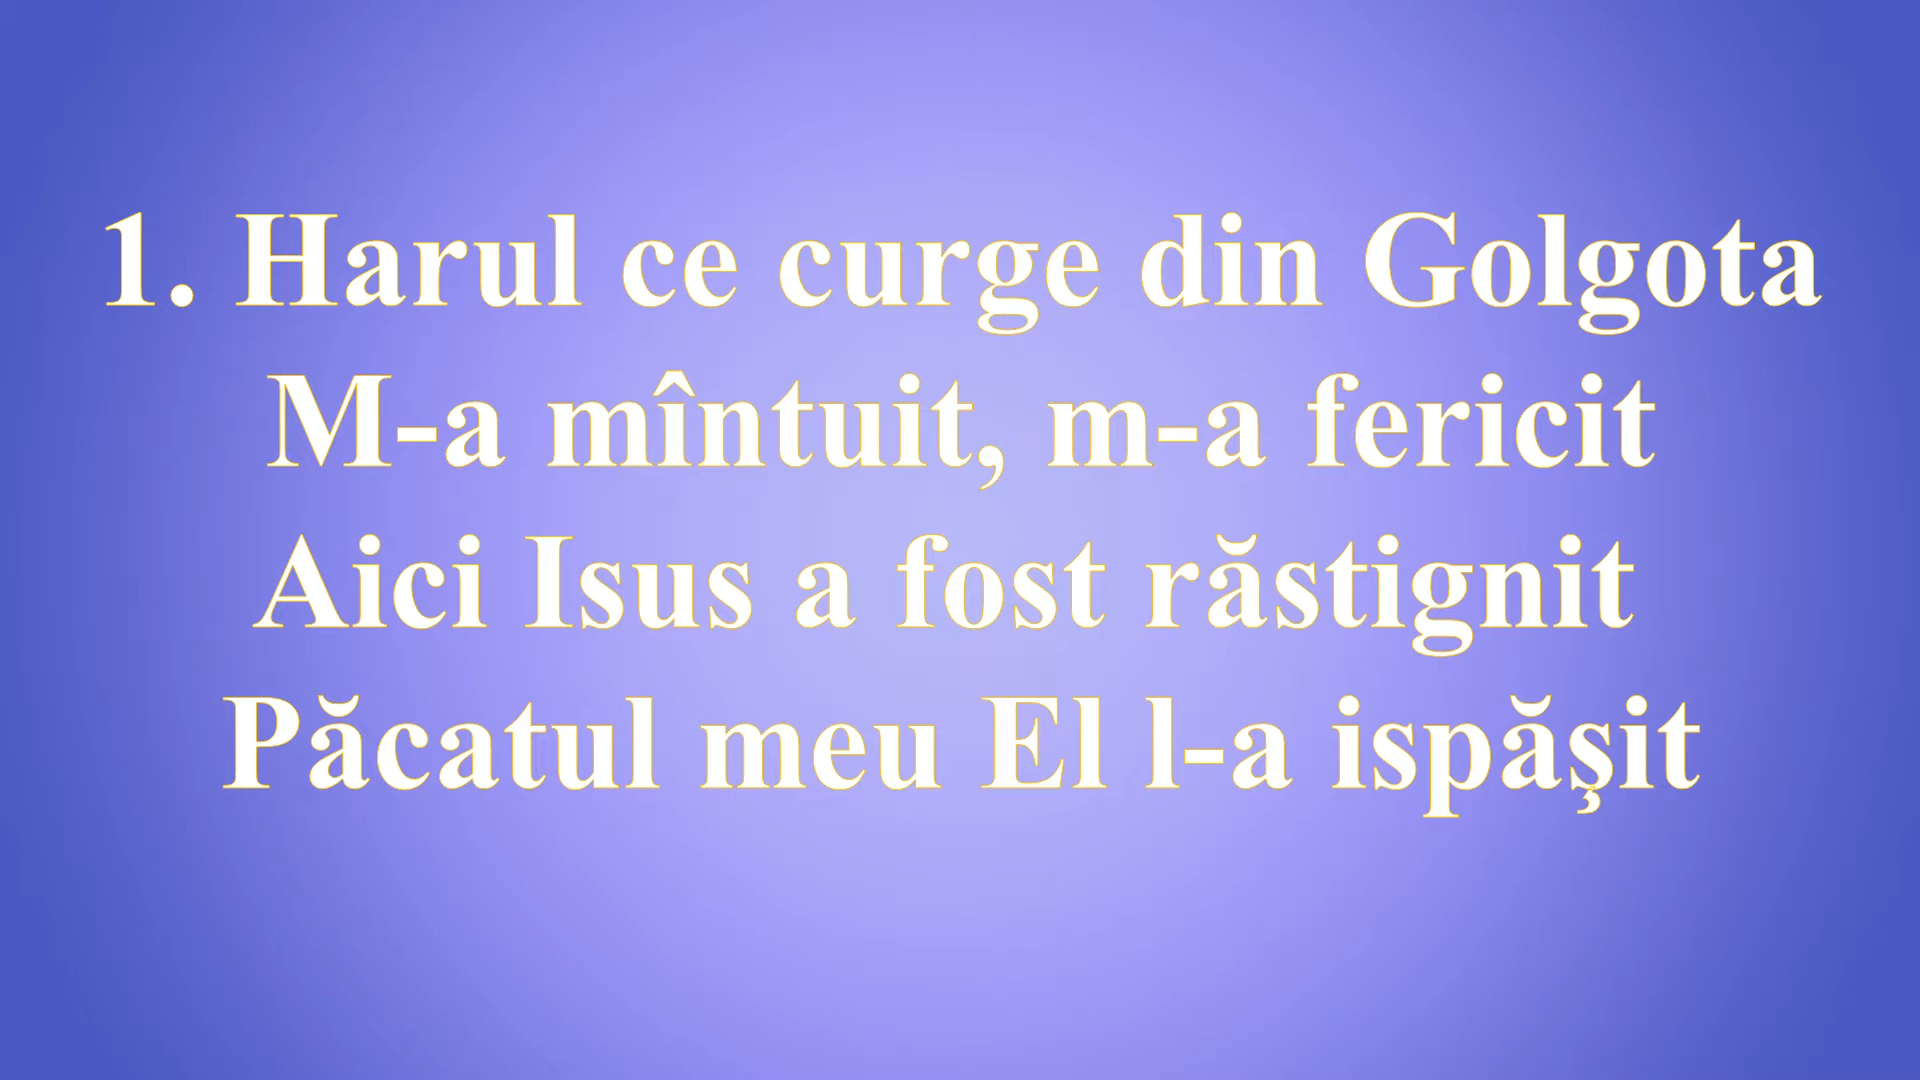 1. Harul ce curge din Golgota
M-a mîntuit, m-a fericit
Aici Isus a fost răstignit
Păcatul meu El l-a ispăşit